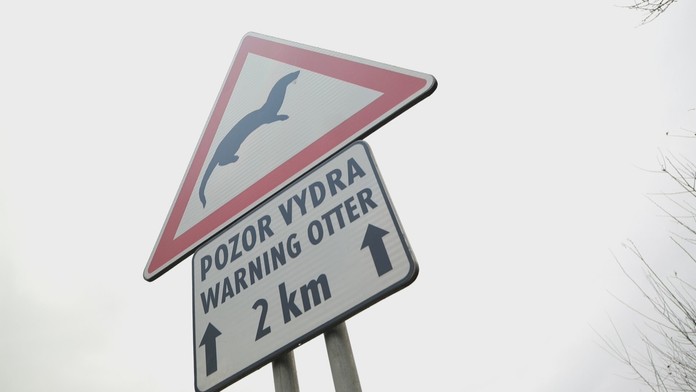 POZOR VYDRA
WARNING OTTER
2 km